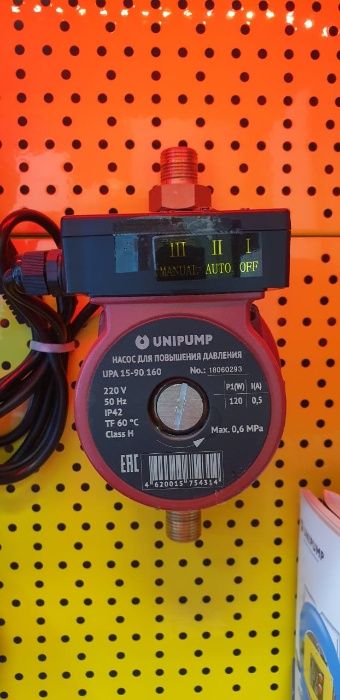 III II I
MANUAL AUTO OFF
UNIPUMP
НАСОС ДЛЯ ПОВЫШЕНИЯ ДАВЛЕНИЯ
UPA 15-90 160 No.: 18060293
220 V P1(W) I(A)
50 Hz 120 0,5
IP42
TF 60 °C
Class H Max. 0,6 MPa
EAC
4 620015 754314
UNIPUMP